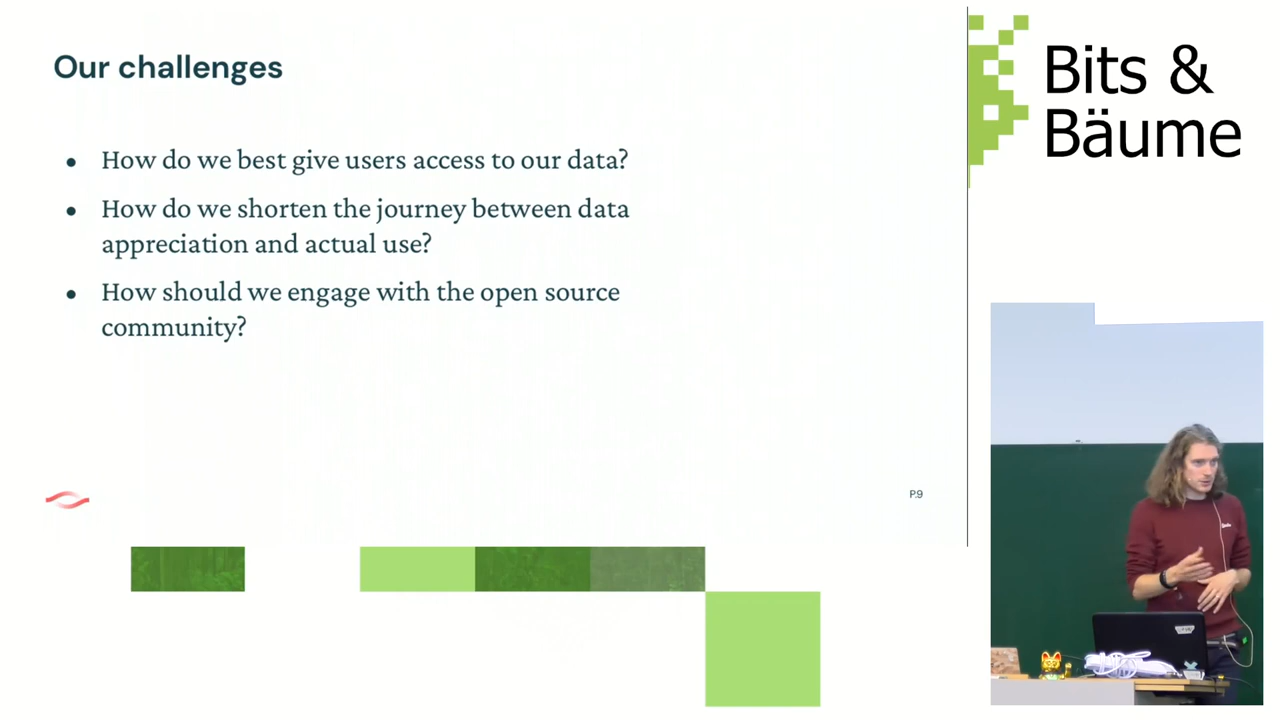 Our challenges
• How do we best give users access to our data?
• How do we shorten the journey between data
appreciation and actual use?
• How should we engage with the open source
community?
P.9
Bits &
Bäume